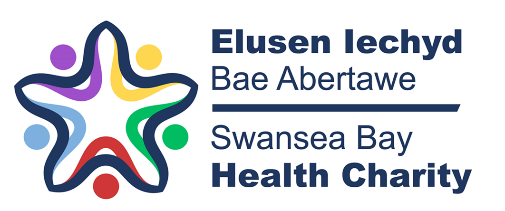 Elusen Iechyd
Bae Abertawe
Swansea Bay
Health Charity